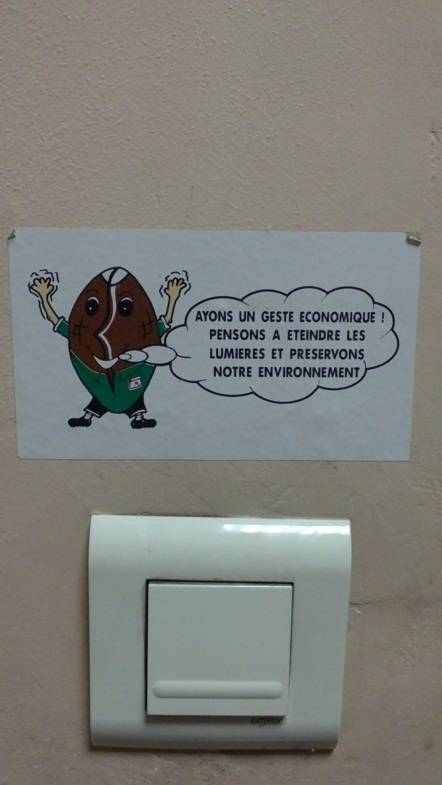 AYONS UN GESTE ECONOMIQUE !
PENSONS A ETEINDRE LES
LUMIERES ET PRESERVONS
NOTRE ENVIRONNEMENT